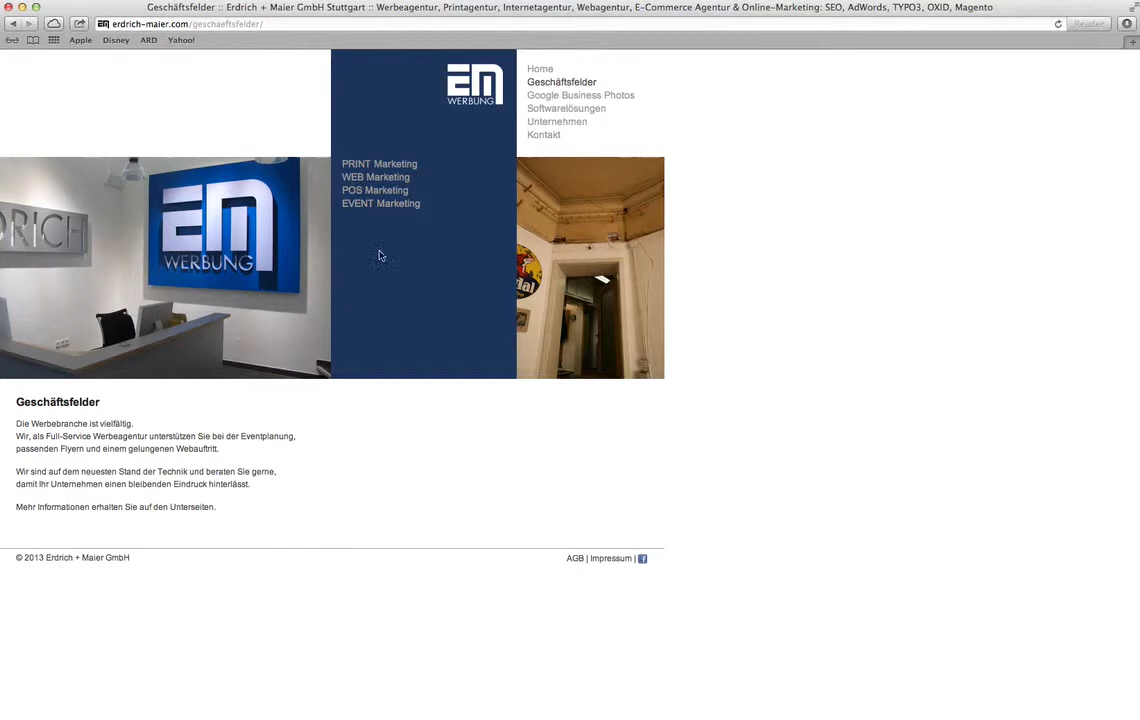 Geschäftsfelder :: Erdrich + Maier GmbH Stuttgart :: Werbeagentur, Printagentur, Internetagentur, Webagentur, E-Commerce Agentur & Online-Marketing: SEO, AdWords, TYPO3, OXID, Magento
erdrich-maier.com/geschaeftsfelder/
Reader
Apple Disney ARD Yahoo!
EM
WERBUNG
Home
Geschäftsfelder
Google Business Photos
Softwarelösungen
Unternehmen
Kontakt
PRINT Marketing
WEB Marketing
POS Marketing
EVENT Marketing
DRICH
EM
WERBUNG
Geschäftsfelder
Die Werbebranche ist vielfältig.
Wir, als Full-Service Werbeagentur unterstützen Sie bei der Eventplanung,
passenden Flyern und einem gelungenen Webauftritt.
Wir sind auf dem neuesten Stand der Technik und beraten Sie gerne,
damit Ihr Unternehmen einen bleibenden Eindruck hinterlässt.
Mehr Informationen erhalten Sie auf den Unterseiten.
© 2013 Erdrich + Maier GmbH
AGB | Impressum |